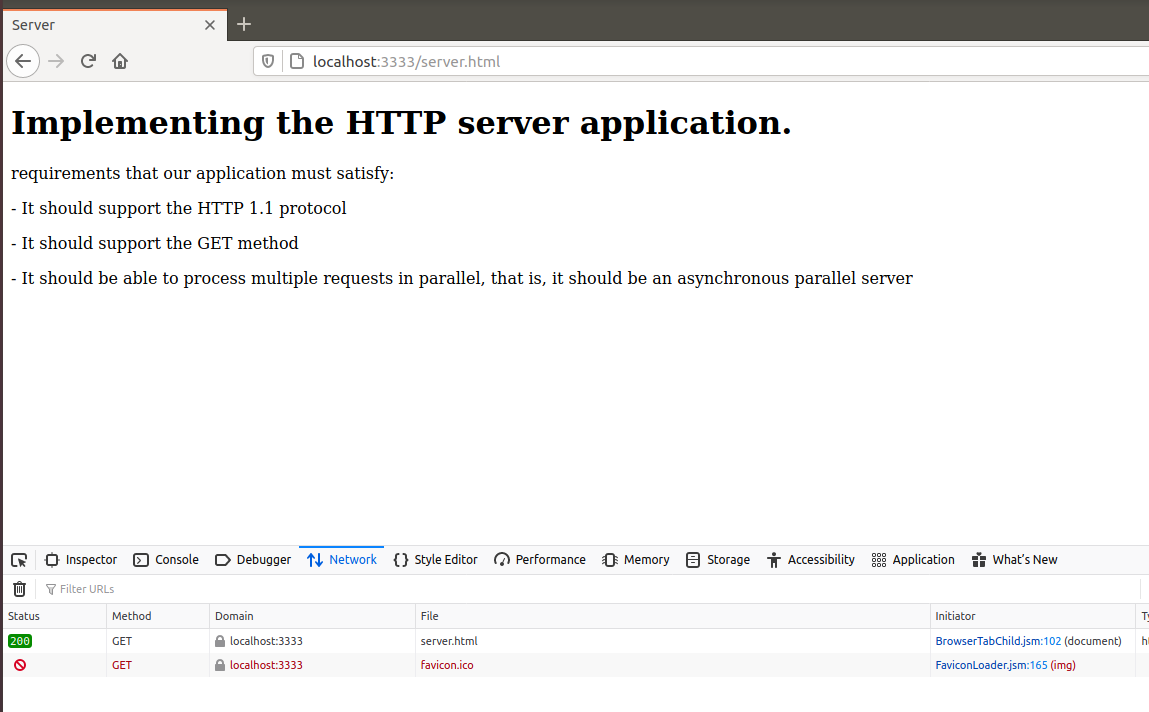 Server
localhost:3333/server.html
Implementing the HTTP server application.
requirements that our application must satisfy:
- It should support the HTTP 1.1 protocol
- It should support the GET method
- It should be able to process multiple requests in parallel, that is, it should be an asynchronous parallel server
Inspector Console Debugger Network Style Editor Performance Memory Storage Accessibility Application What's New
Filter URLs
Status Method Domain File Initiator
200 GET localhost:3333 server.html BrowserTabChild.jsm:102 (document)
GET localhost:3333 favicon.ico FaviconLoader.jsm:165 (img)